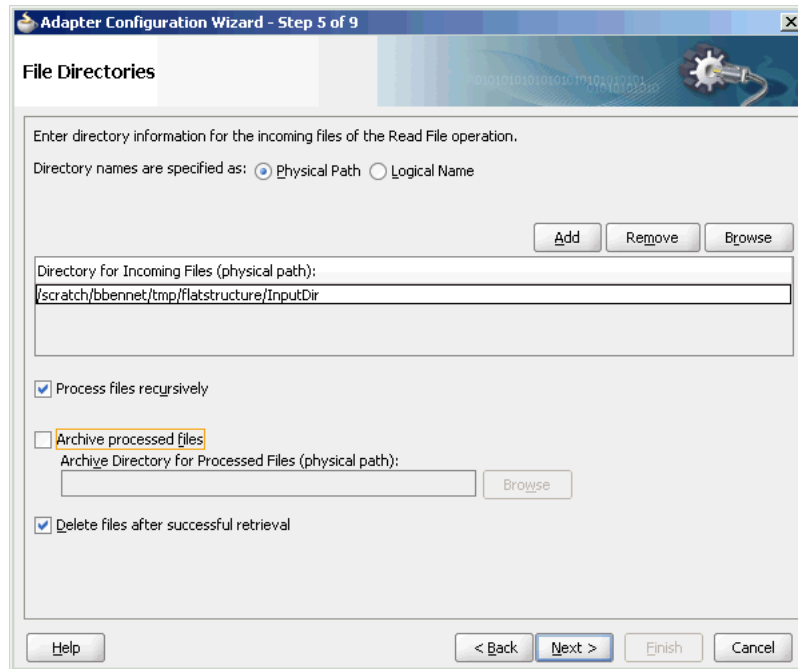 Adapter Configuration Wizard - Step 5 of 9
File Directories
Enter directory information for the incoming files of the Read File operation.
Directory names are specified as: Physical Path Logical Name
Add Remove Browse
Directory for Incoming Files (physical path):
/scratch/bbennet/tmp/flatstructure/InputDir
Process files recursively
Archive processed files
Archive Directory for Processed Files (physical path):
Browse
Delete files after successful retrieval
Help < Back Next > Finish Cancel